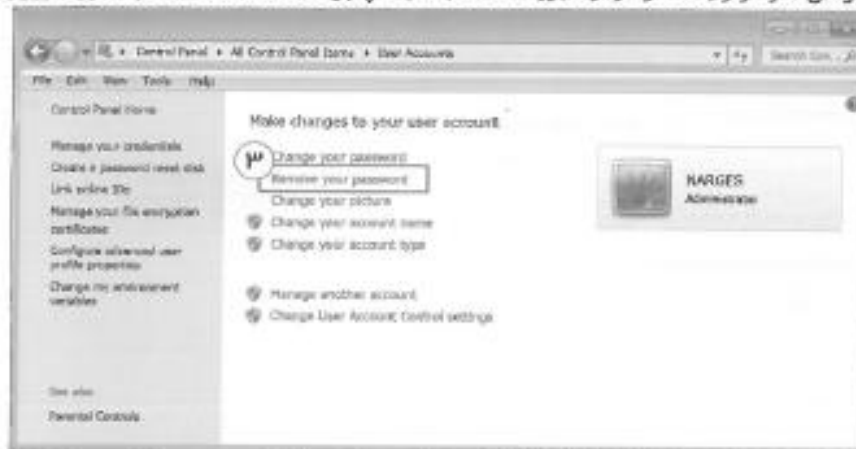 Control Panel ▸ All Control Panel Items ▸ User Accounts
Search Con...
File Edit View Tools Help
Control Panel Home
Manage your credentials
Create a password reset disk
Link online IDs
Manage your file encryption
certificates
Configure advanced user
profile properties
Change my environment
variables
See also
Parental Controls
Make changes to your user account
۳
Change your password
Remove your password
Change your picture
Change your account name
Change your account type
Manage another account
Change User Account Control settings
NARGES
Administrator